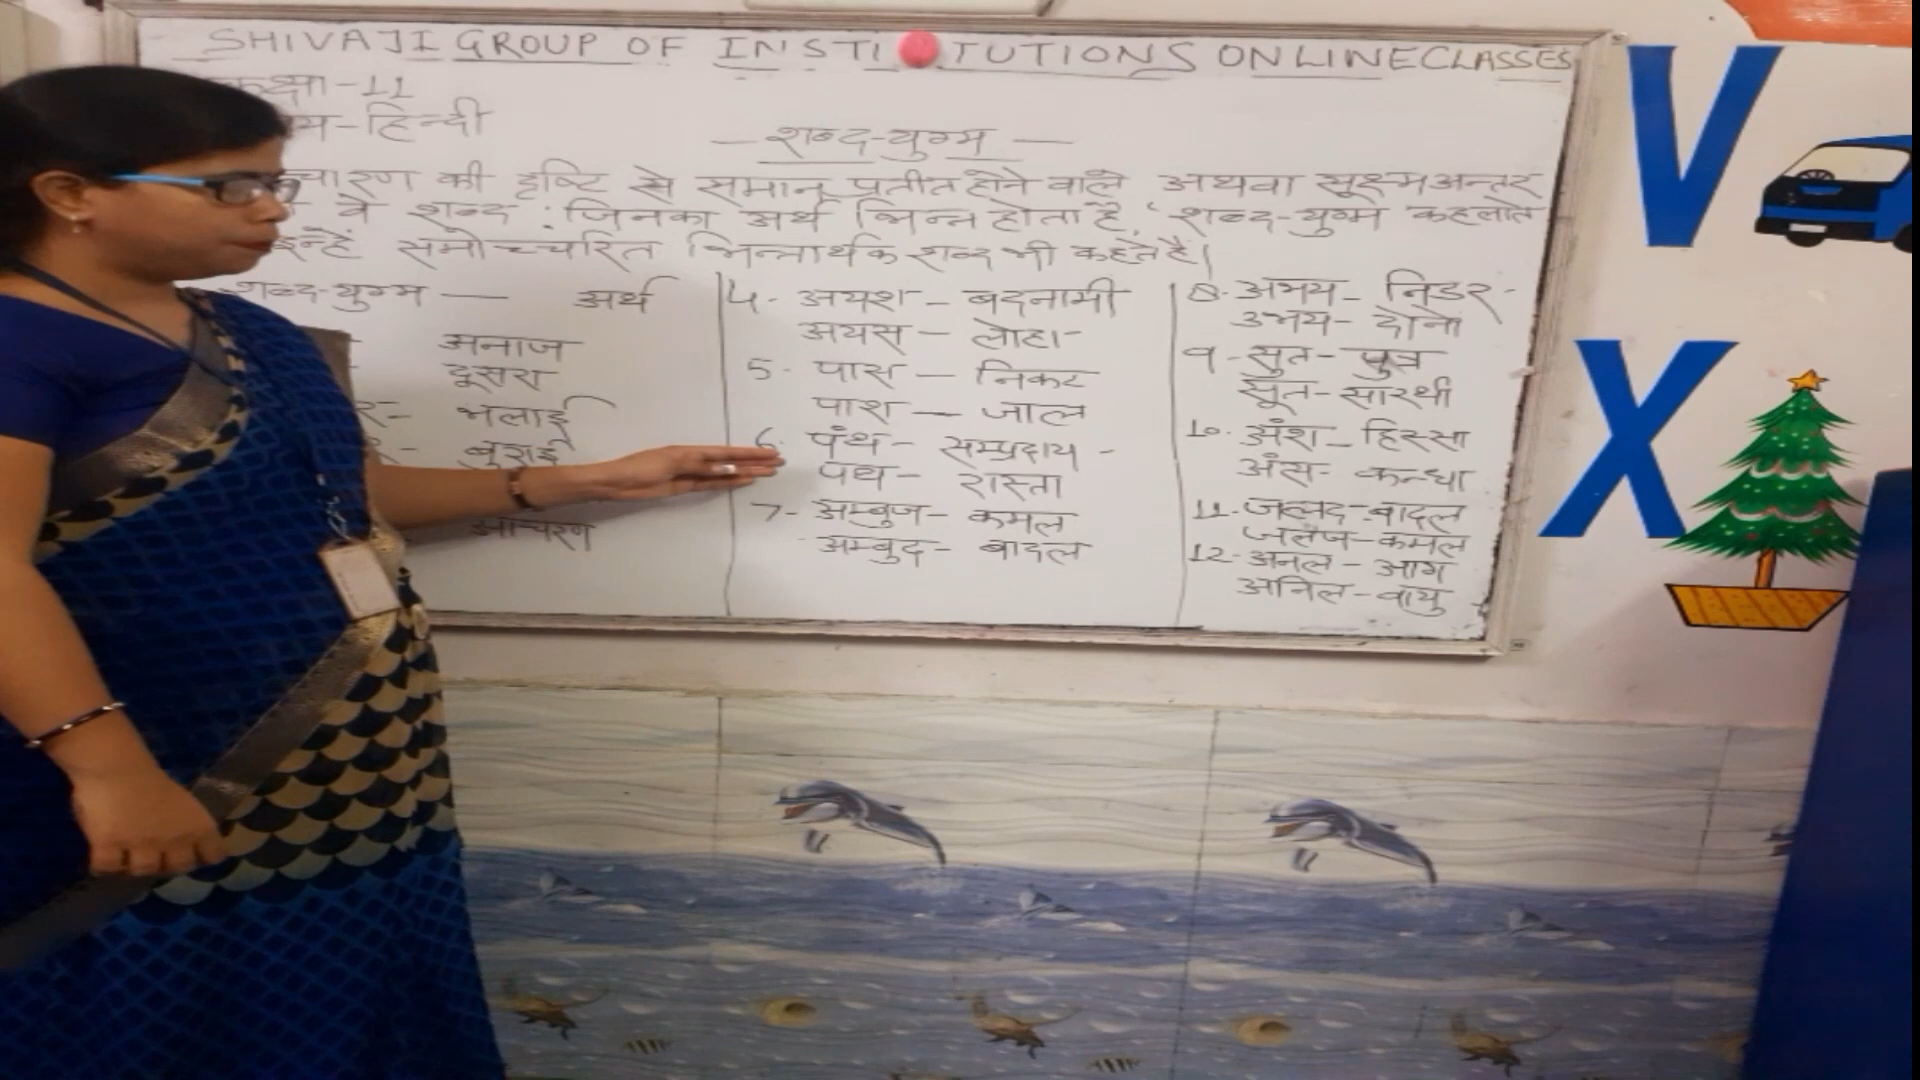 SHIVAJI GROUP OF INSTITUTIONS ONLINE CLASSES
कक्षा-11
-हिन्दी
- शब्द-युग्म -
की दृष्टि से समान प्रतीत होने वाले अथवा सूक्ष्म अन्तर
वे शब्द जिनका अर्थ भिन्न होता है, 'शब्द-युग्म कहलाते
इन्हें समोच्चरित भिन्नार्थक शब्द भी कहते हैं।
शब्द-युग्म — अर्थ
अनाज
दूसरा
भलाई
बुराई
आचरण
4- अयश - बदनामी
अयस - लोहा
5- पास - निकट
पाश - जाल
6. पंथ - सम्प्रदाय
पथ - रास्ता
7- अम्बुज - कमल
अम्बुद - बादल
8. अभय - निडर
उभय - दोनो
9- सुत - पुत्र
सूत - सारथी
10. अंश - हिस्सा
अंस - कन्धा
11. जलद - बादल
जलज - कमल
12- अनल - आग
अनिल - वायु
V
X